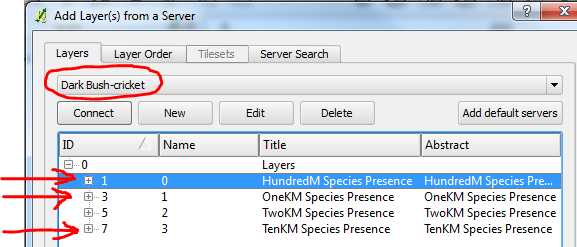 Add Layer(s) from a Server
Layers Layer Order Tilesets Server Search
Dark Bush-cricket
Connect New Edit Delete Add default servers
ID Name Title Abstract
0 Layers
1 0 HundredM Species Presence HundredM Species Pre...
3 1 OneKM Species Presence OneKM Species Presence
5 2 TwoKM Species Presence TwoKM Species Presence
7 3 TenKM Species Presence TenKM Species Presence